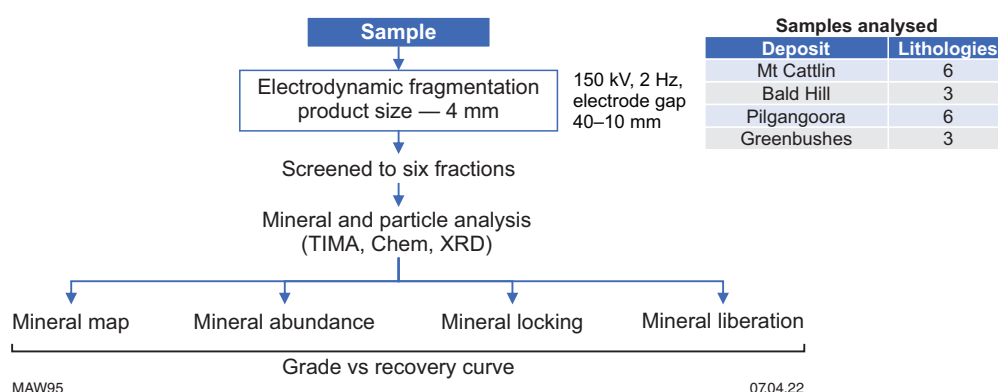 Sample
Electrodynamic fragmentation
product size — 4 mm
150 kV, 2 Hz,
electrode gap
40–10 mm
Screened to six fractions
Mineral and particle analysis
(TIMA, Chem, XRD)
Mineral map
Mineral abundance
Mineral locking
Mineral liberation
Grade vs recovery curve
Samples analysed
Deposit Lithologies
Mt Cattlin 6
Bald Hill 3
Pilgangoora 6
Greenbushes 3
MAW95
07.04.22